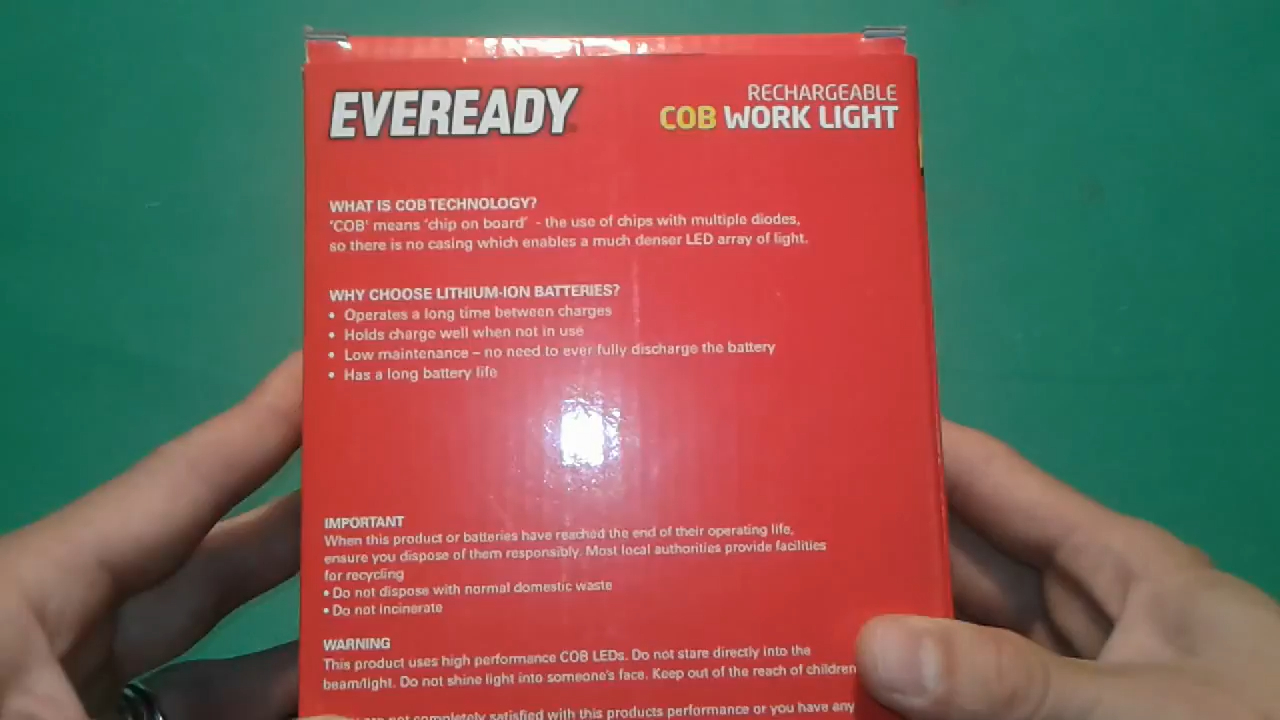 EVEREADY
RECHARGEABLE
COB WORK LIGHT
WHAT IS COB TECHNOLOGY?
'COB' means 'chip on board' - the use of chips with multiple diodes,
so there is no casing which enables a much denser LED array of light.
WHY CHOOSE LITHIUM-ION BATTERIES?
• Operates a long time between charges
• Holds charge well when not in use
• Low maintenance – no need to ever fully discharge the battery
• Has a long battery life
IMPORTANT
When this product or batteries have reached the end of their operating life,
ensure you dispose of them responsibly. Most local authorities provide facilities
for recycling
• Do not dispose with normal domestic waste
• Do not incinerate
WARNING
This product uses high performance COB LEDs. Do not stare directly into the
beam/light. Do not shine light into someone's face. Keep out of the reach of children
are not completely satisfied with this products performance or you have any